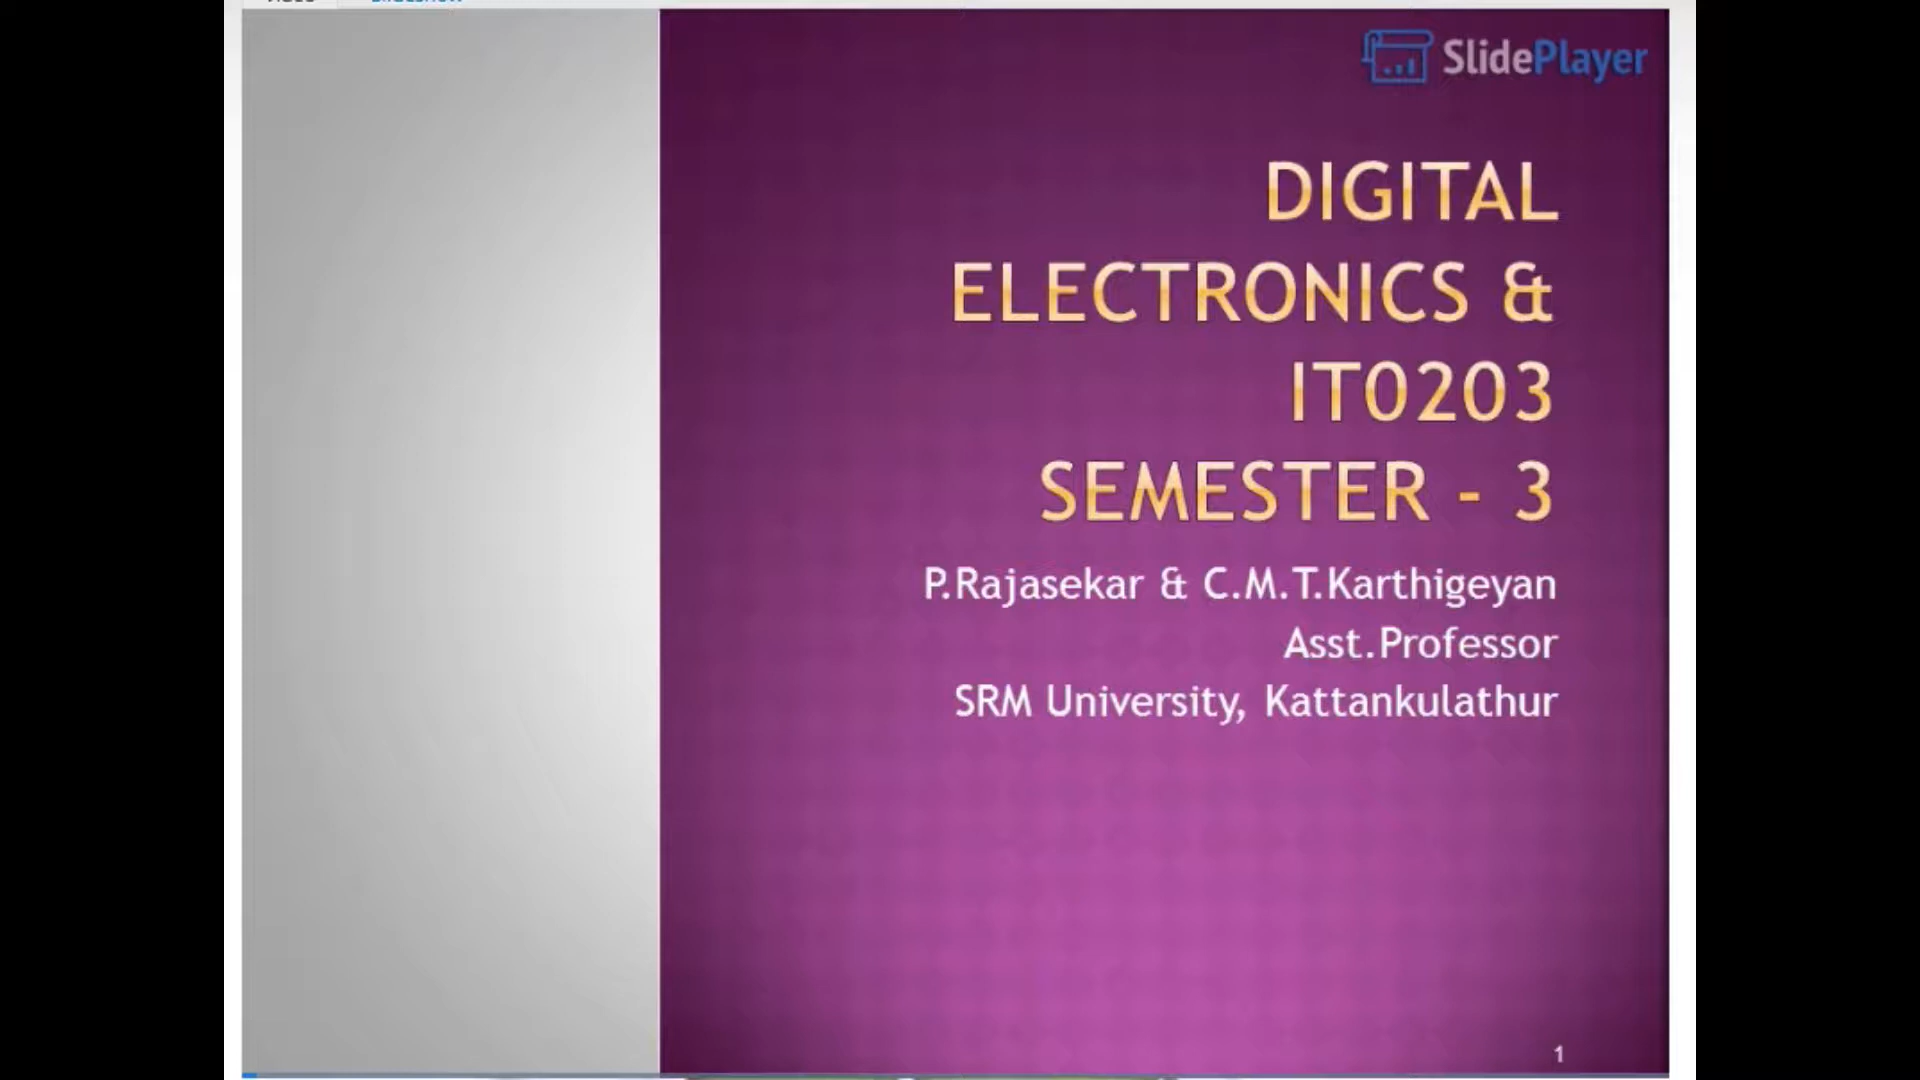 SlidePlayer
DIGITAL
ELECTRONICS &
IT0203
SEMESTER - 3
P.Rajasekar & C.M.T.Karthigeyan
Asst.Professor
SRM University, Kattankulathur
1